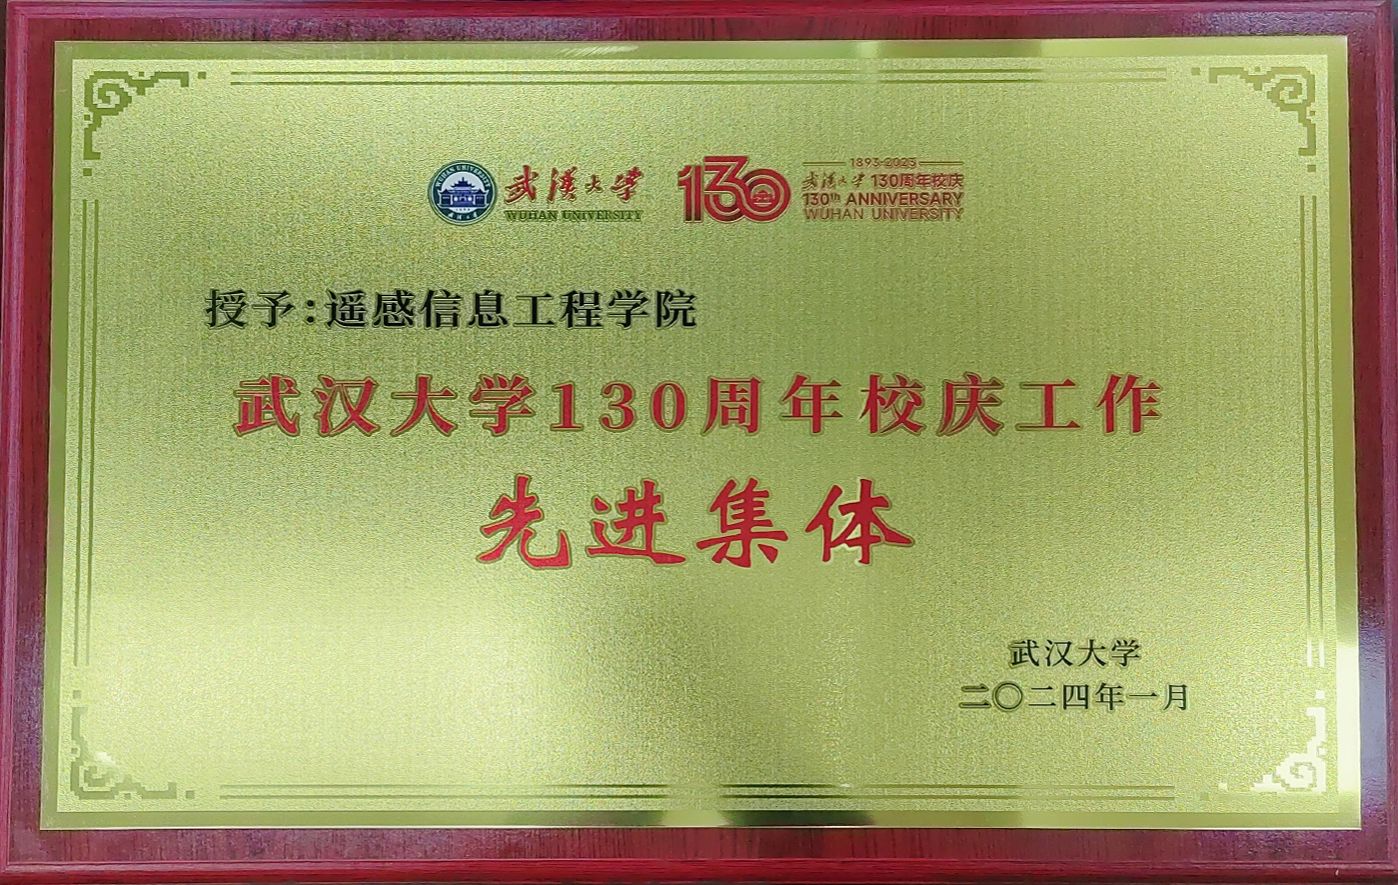 武漢大学
WUHAN UNIVERSITY
130
1893-2023
武漢大学 130周年校庆
130th ANNIVERSARY
WUHAN UNIVERSITY
授予:遥感信息工程学院
武汉大学130周年校庆工作
先进集体
武汉大学
二〇二四年一月